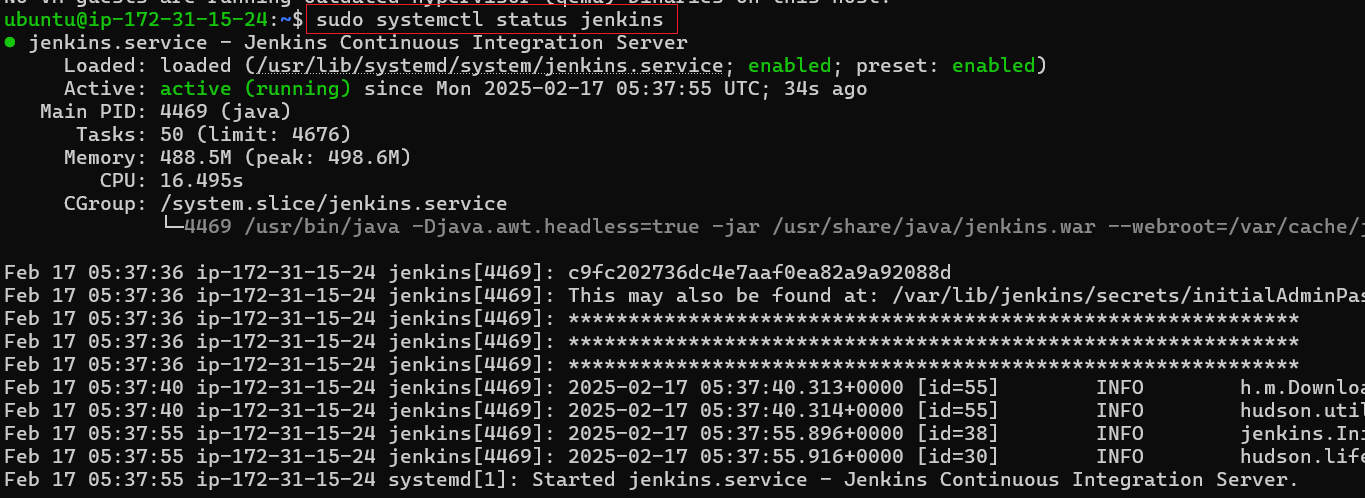 ubuntu@ip-172-31-15-24:~$ sudo systemctl status jenkins
● jenkins.service - Jenkins Continuous Integration Server
Loaded: loaded (/usr/lib/systemd/system/jenkins.service; enabled; preset: enabled)
Active: active (running) since Mon 2025-02-17 05:37:55 UTC; 34s ago
Main PID: 4469 (java)
Tasks: 50 (limit: 4676)
Memory: 488.5M (peak: 498.6M)
CPU: 16.495s
CGroup: /system.slice/jenkins.service
└─4469 /usr/bin/java -Djava.awt.headless=true -jar /usr/share/java/jenkins.war --webroot=/var/cache/j
Feb 17 05:37:36 ip-172-31-15-24 jenkins[4469]: c9fc202736dc4e7aaf0ea82a9a92088d
Feb 17 05:37:36 ip-172-31-15-24 jenkins[4469]: This may also be found at: /var/lib/jenkins/secrets/initialAdminPas
Feb 17 05:37:36 ip-172-31-15-24 jenkins[4469]: *************************************************************
Feb 17 05:37:36 ip-172-31-15-24 jenkins[4469]: *************************************************************
Feb 17 05:37:36 ip-172-31-15-24 jenkins[4469]: *************************************************************
Feb 17 05:37:40 ip-172-31-15-24 jenkins[4469]: 2025-02-17 05:37:40.313+0000 [id=55] INFO h.m.Downloa
Feb 17 05:37:40 ip-172-31-15-24 jenkins[4469]: 2025-02-17 05:37:40.314+0000 [id=55] INFO hudson.util
Feb 17 05:37:55 ip-172-31-15-24 jenkins[4469]: 2025-02-17 05:37:55.896+0000 [id=38] INFO jenkins.Ini
Feb 17 05:37:55 ip-172-31-15-24 jenkins[4469]: 2025-02-17 05:37:55.916+0000 [id=30] INFO hudson.life
Feb 17 05:37:55 ip-172-31-15-24 systemd[1]: Started jenkins.service - Jenkins Continuous Integration Server.